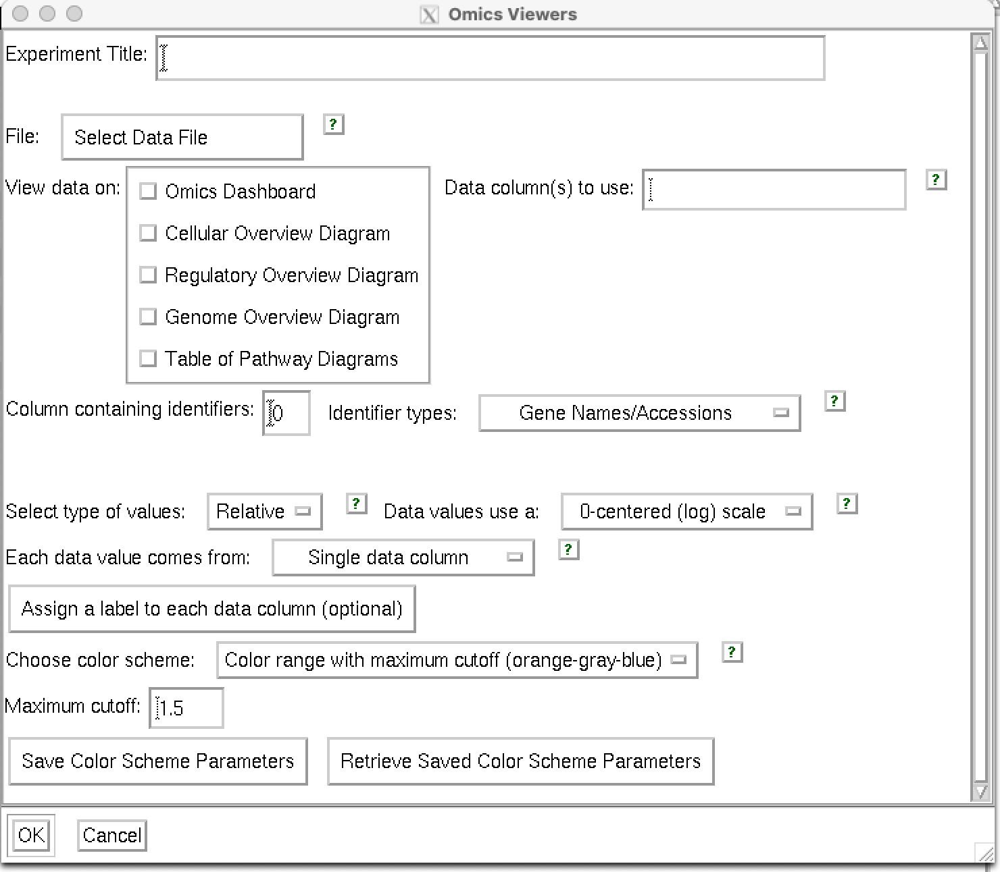 Omics Viewers
Experiment Title:
File: Select Data File ?
View data on: Omics Dashboard Data column(s) to use: ?
Cellular Overview Diagram
Regulatory Overview Diagram
Genome Overview Diagram
Table of Pathway Diagrams
Column containing identifiers: 0 Identifier types: Gene Names/Accessions ?
Select type of values: Relative ? Data values use a: 0-centered (log) scale ?
Each data value comes from: Single data column ?
Assign a label to each data column (optional)
Choose color scheme: Color range with maximum cutoff (orange-gray-blue) ?
Maximum cutoff: 1.5
Save Color Scheme Parameters Retrieve Saved Color Scheme Parameters
OK Cancel